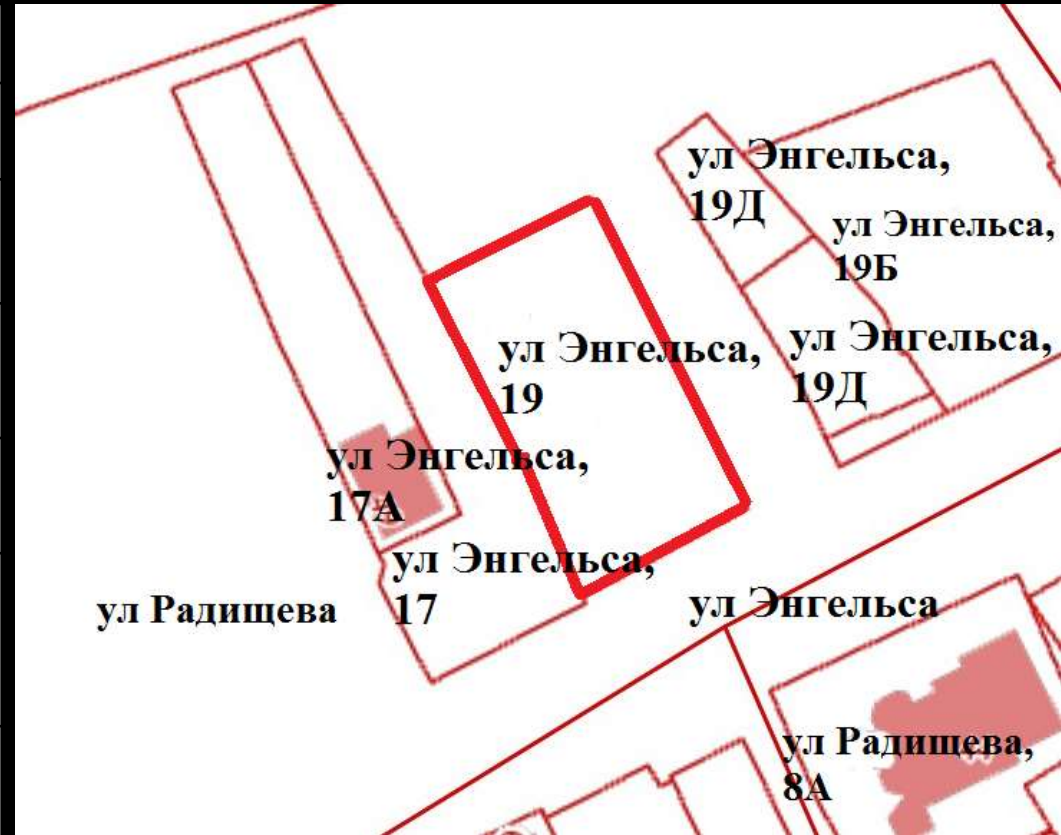 ул Энгельса,
19Д
ул Энгельса,
19Б
ул Энгельса,
19
ул Энгельса,
19Д
ул Энгельса,
17А
ул Энгельса,
17
ул Радищева
ул Энгельса
ул Радищева,
8А